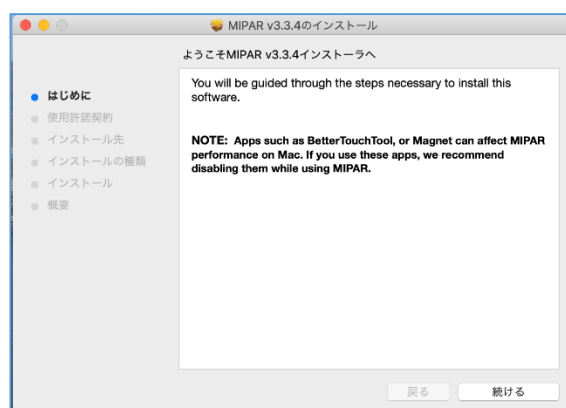 MIPAR v3.3.4のインストール
ようこそMIPAR v3.3.4インストーラへ
はじめに
使用許諾契約
インストール先
インストールの種類
インストール
概要
You will be guided through the steps necessary to install this
software.
NOTE: Apps such as BetterTouchTool, or Magnet can affect MIPAR
performance on Mac. If you use these apps, we recommend
disabling them while using MIPAR.
戻る
続ける